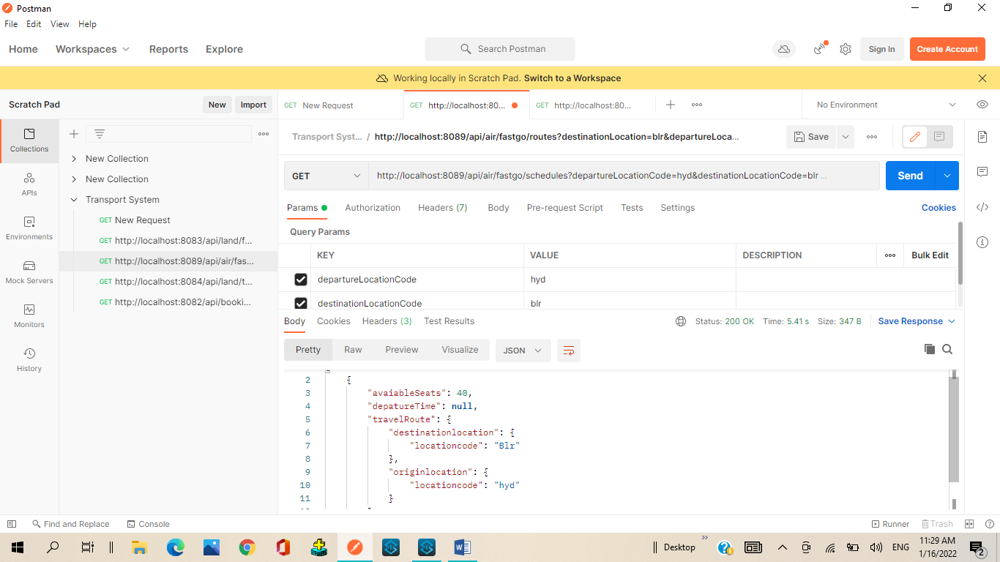 Postman
File Edit View Help
Home Workspaces Reports Explore Search Postman Sign In Create Account
Working locally in Scratch Pad. Switch to a Workspace
Scratch Pad New Import GET New Request GET http://localhost:80... GET http://localhost:80... No Environment
Transport Syst... / http://localhost:8089/api/air/fastgo/routes?destinationLocation=blr&departureLoca... Save
Collections
APIs
Environments
Mock Servers
Monitors
History
New Collection
New Collection
Transport System
GET New Request
GET http://localhost:8083/api/land/f...
GET http://localhost:8089/api/air/fas...
GET http://localhost:8084/api/land/t...
GET http://localhost:8082/api/booki...
GET http://localhost:8089/api/air/fastgo/schedules?departureLocationCode=hyd&destinationLocationCode=blr ... Send
Params Authorization Headers (7) Body Pre-request Script Tests Settings Cookies
Query Params
KEY VALUE DESCRIPTION Bulk Edit
departureLocationCode hyd
destinationLocationCode blr
Body Cookies Headers (3) Test Results Status: 200 OK Time: 5.41 s Size: 347 B Save Response
Pretty Raw Preview Visualize JSON
2 {
3 "avaiableSeats": 40,
4 "depatureTime": null,
5 "travelRoute": {
6 "destinationlocation": {
7 "locationcode": "Blr"
8 },
9 "originlocation": {
10 "locationcode": "hyd"
11 }
Find and Replace Console Runner Trash
Desktop ENG 11:29 AM
1/16/2022
2